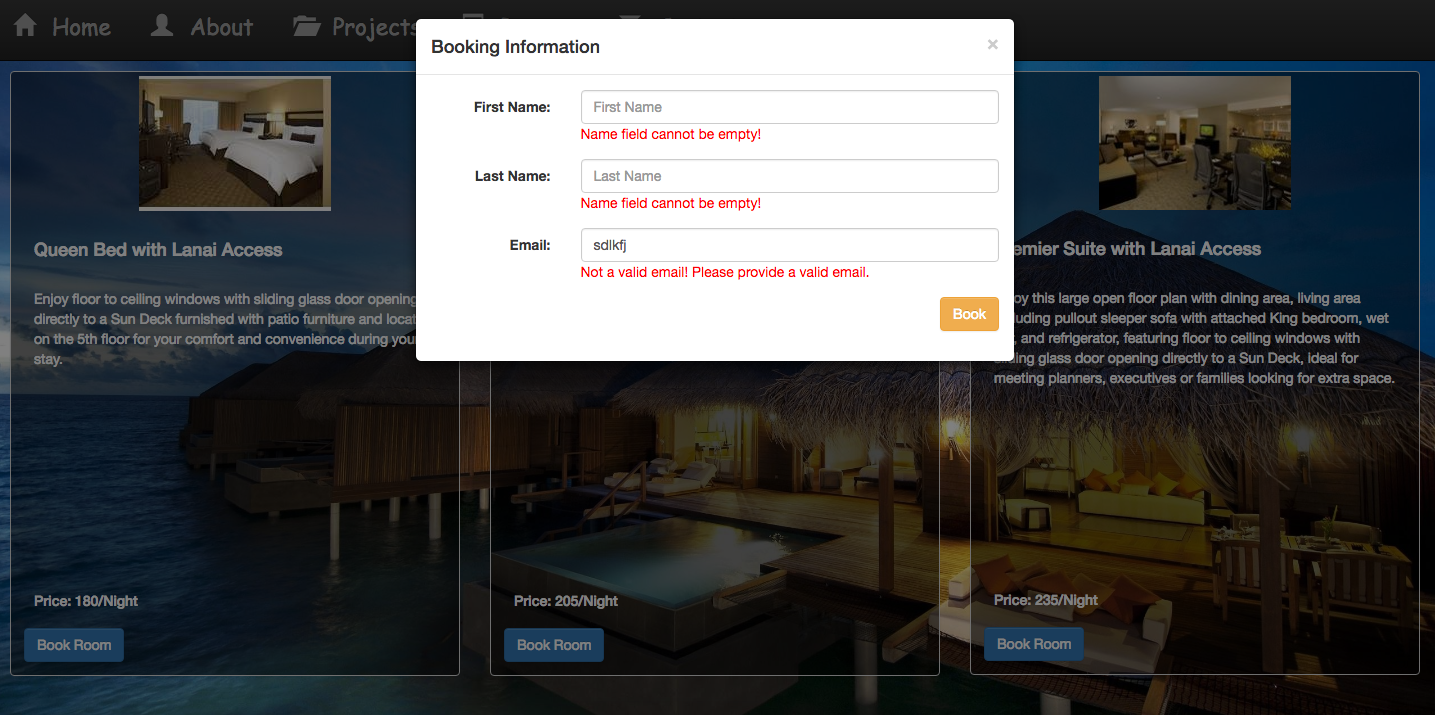 Home
About
Projects
Booking Information
×
First Name:
First Name
Name field cannot be empty!
Last Name:
Last Name
Name field cannot be empty!
Email:
sdlkfj
Not a valid email! Please provide a valid email.
Book
Queen Bed with Lanai Access
Enjoy floor to ceiling windows with sliding glass door opening
directly to a Sun Deck furnished with patio furniture and locat
on the 5th floor for your comfort and convenience during you
stay.
Price: 180/Night
Book Room
Price: 205/Night
Book Room
emier Suite with Lanai Access
oy this large open floor plan with dining area, living area
luding pullout sleeper sofa with attached King bedroom, wet
, and refrigerator, featuring floor to ceiling windows with
ing glass door opening directly to a Sun Deck, ideal for
meeting planners, executives or families looking for extra space.
Price: 235/Night
Book Room